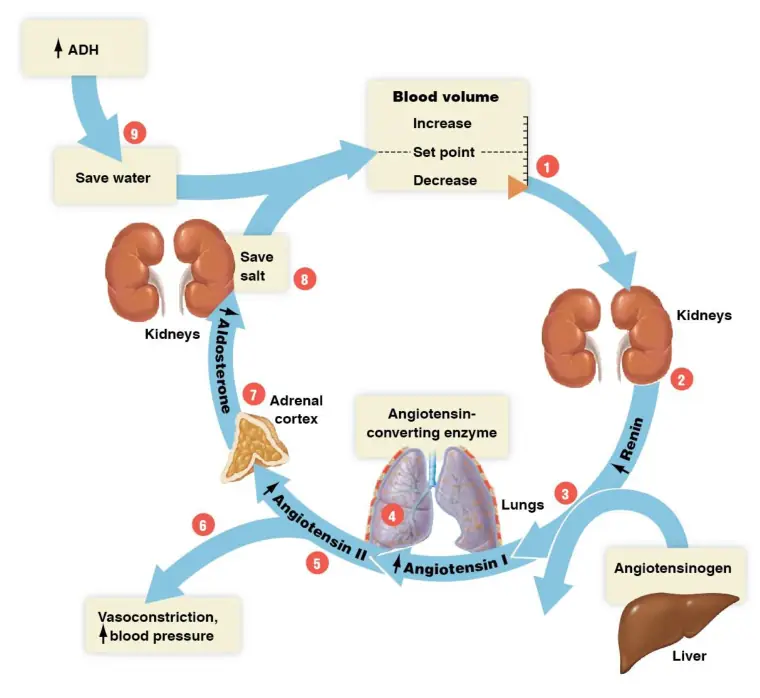 ↑ ADH
9
Save water
Blood volume
Increase
Set point
Decrease
1
Kidneys
2
↑ Renin
3
Angiotensinogen
Liver
↑ Angiotensin I
Angiotensin-
converting enzyme
Lungs
4
5
↑ Angiotensin II
6
Vasoconstriction,
↑ blood pressure
Adrenal
cortex
7
↑ Aldosterone
Kidneys
Save
salt
8